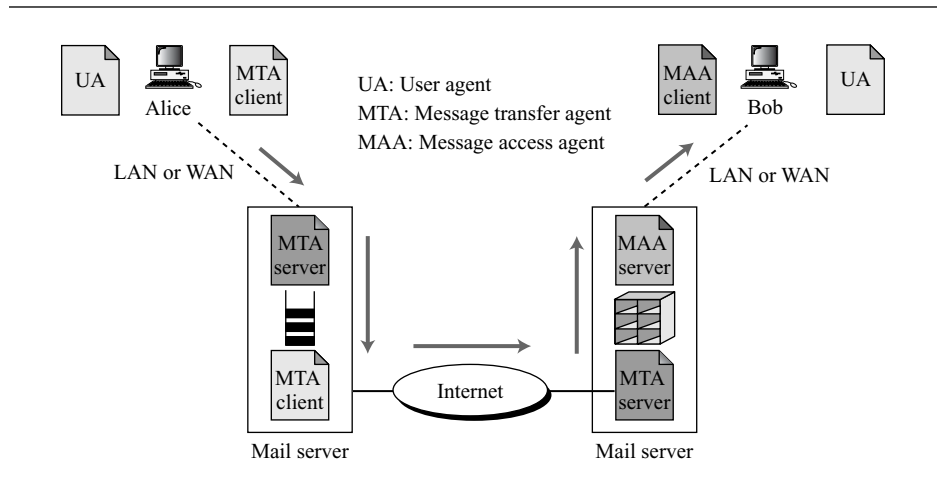 UA
Alice
MTA
client
UA: User agent
MTA: Message transfer agent
MAA: Message access agent
MAA
client
Bob
UA
LAN or WAN
LAN or WAN
MTA
server
MAA
server
MTA
client
Internet
MTA
server
Mail server
Mail server